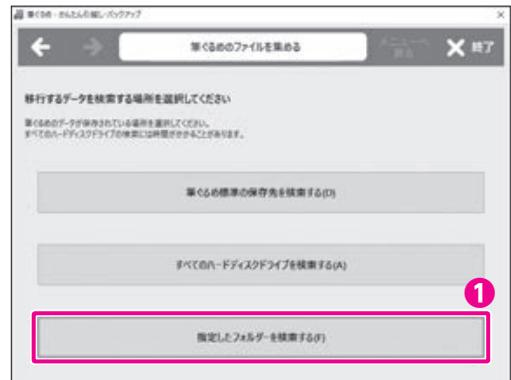 筆ぐるめ - かんたん引越し・バックアップ
筆ぐるめのファイルを集める
メニューへ
戻る
終了
移行するデータを検索する場所を選択してください
筆ぐるめのデータが保存されている場所を選択してください。
すべてのハードディスクドライブの検索には時間がかかることがあります。
筆ぐるめ標準の保存先を検索する(D)
すべてのハードディスクドライブを検索する(A)
1
指定したフォルダーを検索する(F)